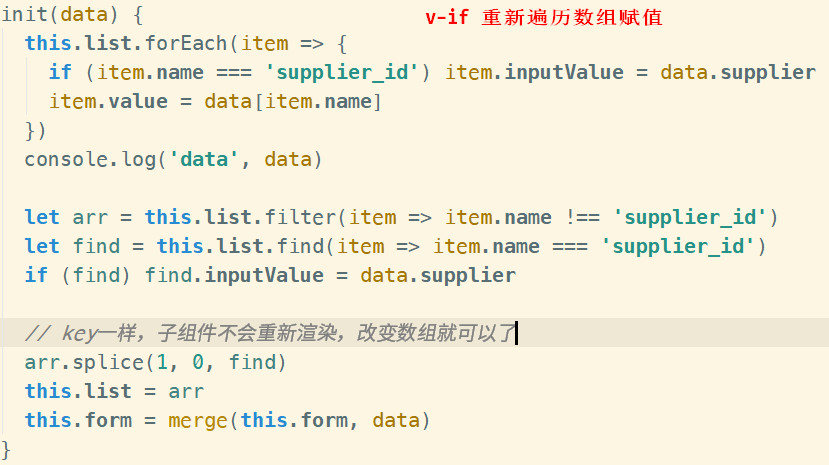 init(data) {
v-if 重新遍历数组赋值
this.list.forEach(item => {
if (item.name === 'supplier_id') item.inputValue = data.supplier
item.value = data[item.name]
})
console.log('data', data)
let arr = this.list.filter(item => item.name !== 'supplier_id')
let find = this.list.find(item => item.name === 'supplier_id')
if (find) find.inputValue = data.supplier
// key一样，子组件不会重新渲染，改变数组就可以了
arr.splice(1, 0, find)
this.list = arr
this.form = merge(this.form, data)
}